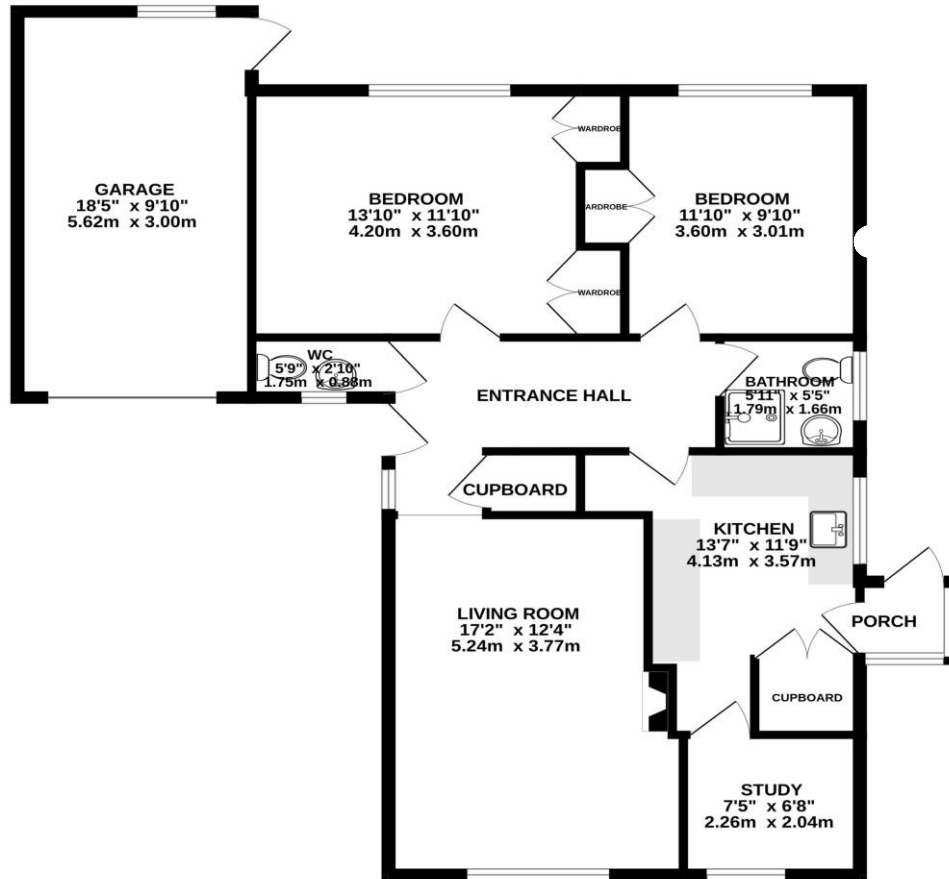 GARAGE
18'5" x 9'10"
5.62m x 3.00m
BEDROOM
13'10" x 11'10"
4.20m x 3.60m
WARDROBE
ARDROBE
WARDROBE
BEDROOM
11'10" x 9'10"
3.60m x 3.01m
WC
5'9" x 2'10"
1.75m x 0.88m
ENTRANCE HALL
BATHROOM
5'11" x 5'5"
1.79m x 1.66m
CUPBOARD
KITCHEN
13'7" x 11'9"
4.13m x 3.57m
LIVING ROOM
17'2" x 12'4"
5.24m x 3.77m
PORCH
CUPBOARD
STUDY
7'5" x 6'8"
2.26m x 2.04m